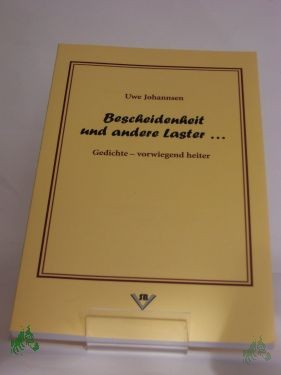 Uwe Johannsen
Bescheidenheit
und andere Laster ...
Gedichte – vorwiegend heiter